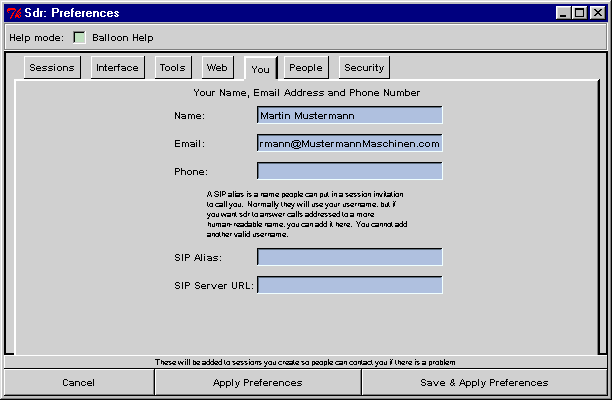 Sdr: Preferences
Help mode: Balloon Help
Sessions Interface Tools Web You People Security
Your Name, Email Address and Phone Number
Name: Martin Mustermann
Email: rmann@MustermannMaschinen.com
Phone:
A SIP alias is a name people can put in a session invitation
to call you. Normally they will use your username, but if
you want sdr to answer calls addressed to a more
human-readable name, you can add it here. You cannot add
another valid username.
SIP Alias:
SIP Server URL:
These will be added to sessions you create so people can contact you if there is a problem
Cancel Apply Preferences Save & Apply Preferences